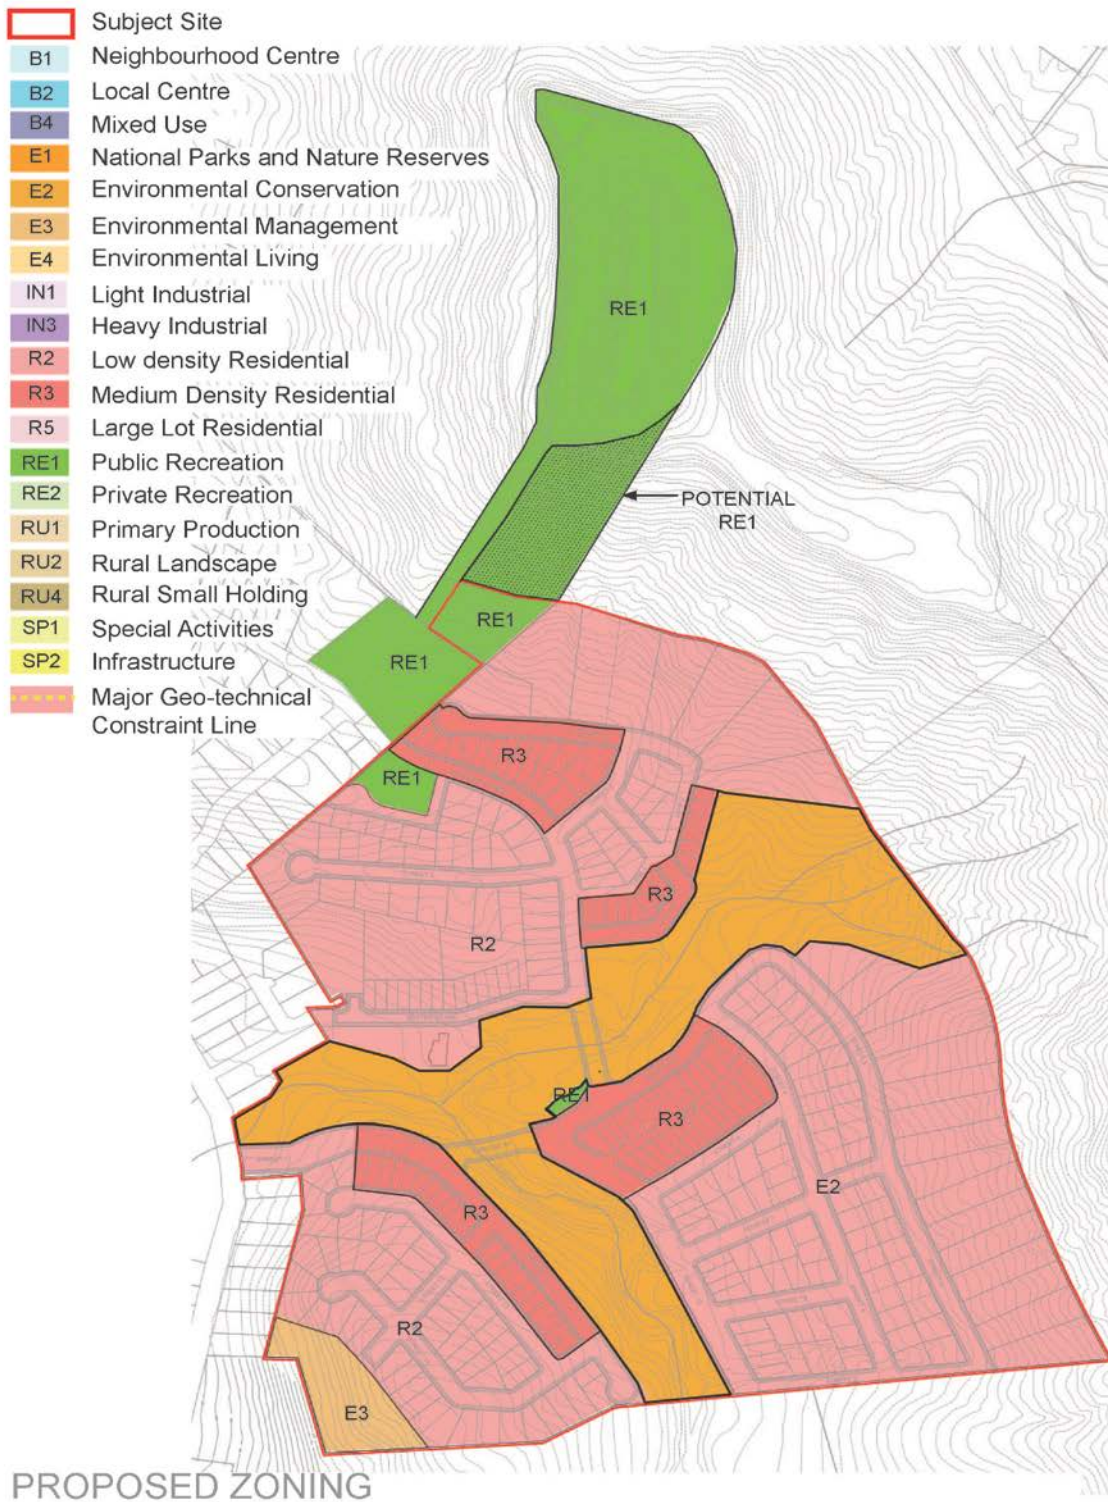 Subject Site
B1 Neighbourhood Centre
B2 Local Centre
B4 Mixed Use
E1 National Parks and Nature Reserves
E2 Environmental Conservation
E3 Environmental Management
E4 Environmental Living
IN1 Light Industrial
IN3 Heavy Industrial
R2 Low density Residential
R3 Medium Density Residential
R5 Large Lot Residential
RE1 Public Recreation
RE2 Private Recreation
RU1 Primary Production
RU2 Rural Landscape
RU4 Rural Small Holding
SP1 Special Activities
SP2 Infrastructure
Major Geo-technical
Constraint Line
RE1
POTENTIAL
RE1
RE1
RE1
R3
RE1
R3
R2
RE1
R3
E2
R3
R2
E3
PROPOSED ZONING